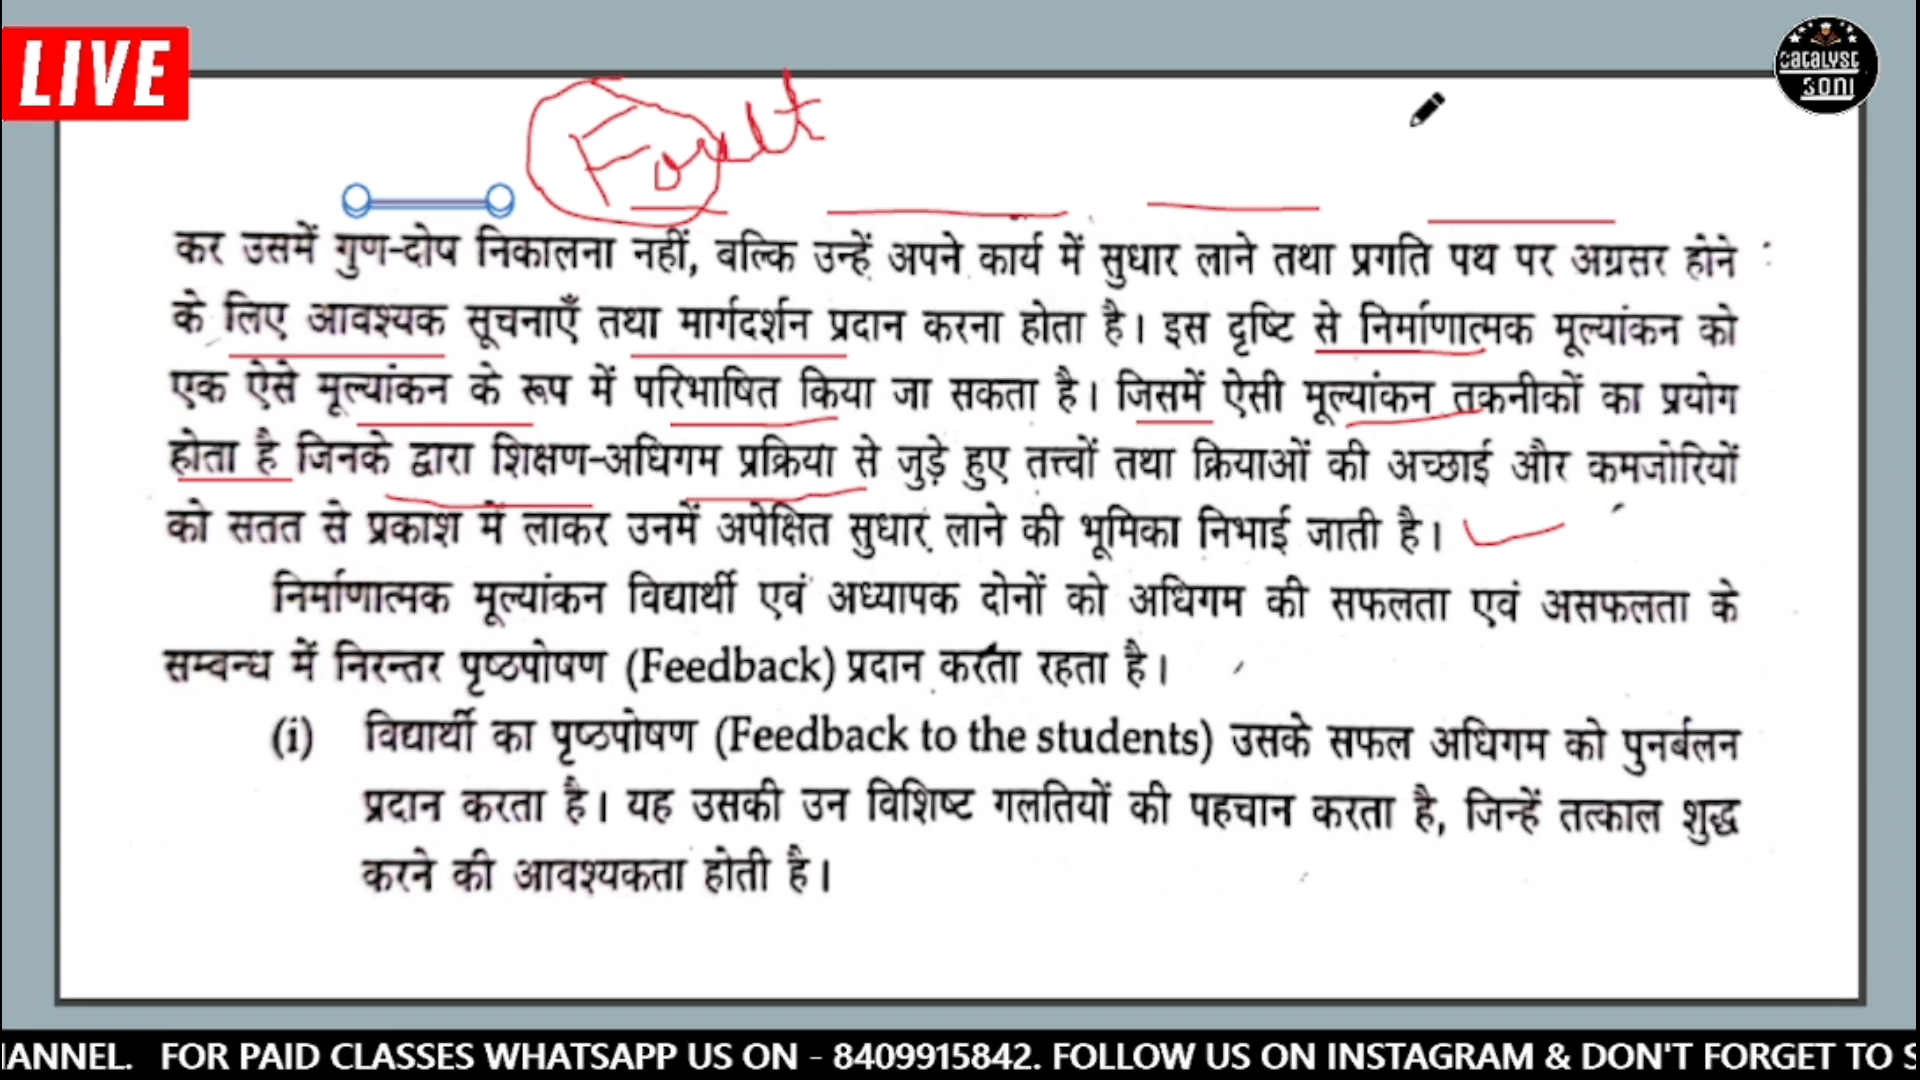 LIVE
CATALYST
SONI
कर उसमें गुण-दोष निकालना नहीं, बल्कि उन्हें अपने कार्य में सुधार लाने तथा प्रगति पथ पर अग्रसर होने
के लिए आवश्यक सूचनाएँ तथा मार्गदर्शन प्रदान करना होता है। इस दृष्टि से निर्माणात्मक मूल्यांकन को
एक ऐसे मूल्यांकन के रूप में परिभाषित किया जा सकता है। जिसमें ऐसी मूल्यांकन तकनीकों का प्रयोग
होता है जिनके द्वारा शिक्षण-अधिगम प्रक्रिया से जुड़े हुए तत्त्वों तथा क्रियाओं की अच्छाई और कमजोरियों
को सतत से प्रकाश में लाकर उनमें अपेक्षित सुधार लाने की भूमिका निभाई जाती है।
निर्माणात्मक मूल्यांकन विद्यार्थी एवं अध्यापक दोनों को अधिगम की सफलता एवं असफलता के
सम्बन्ध में निरन्तर पृष्ठपोषण (Feedback) प्रदान करता रहता है।
(i) विद्यार्थी का पृष्ठपोषण (Feedback to the students) उसके सफल अधिगम को पुनर्बलन
प्रदान करता है। यह उसकी उन विशिष्ट गलतियों की पहचान करता है, जिन्हें तत्काल शुद्ध
करने की आवश्यकता होती है।
HANNEL. FOR PAID CLASSES WHATSAPP US ON - 8409915842. FOLLOW US ON INSTAGRAM & DON'T FORGET TO S